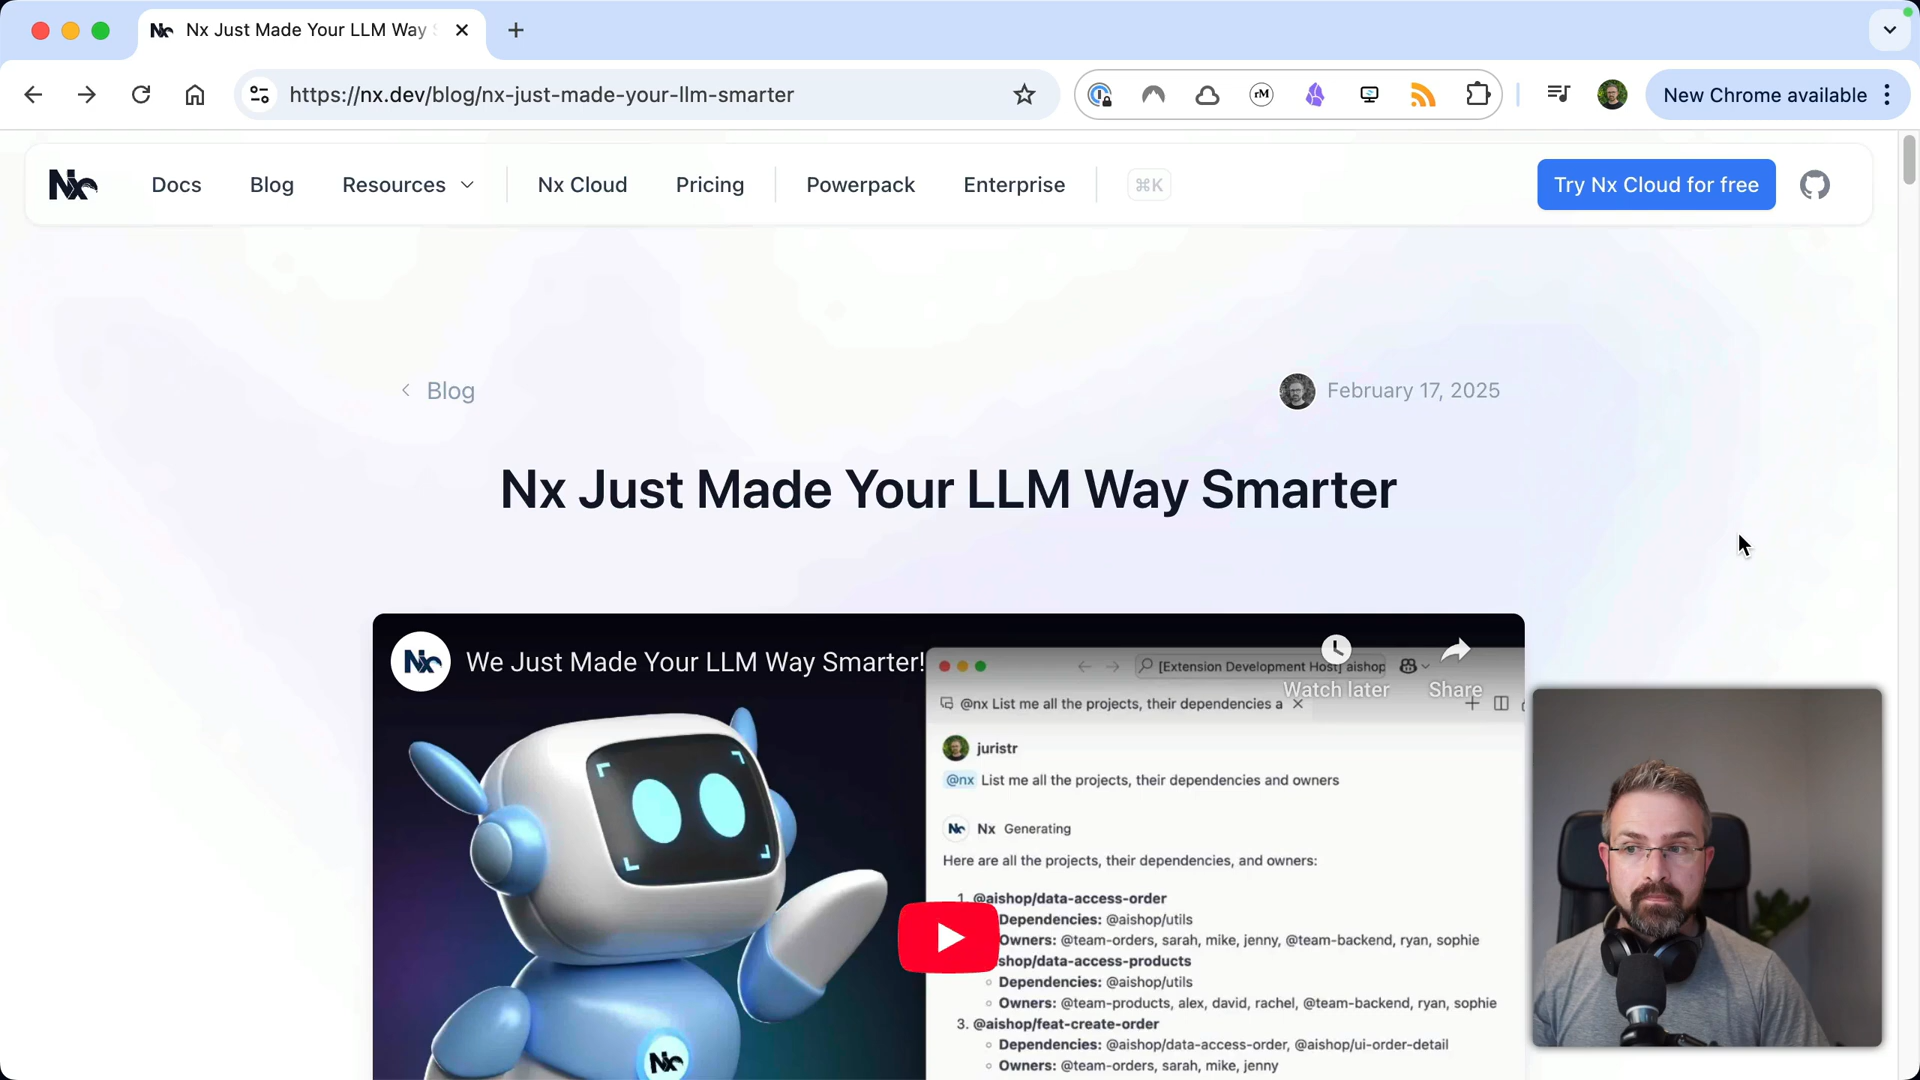 Nx Just Made Your LLM Way
https://nx.dev/blog/nx-just-made-your-llm-smarter
rM
New Chrome available
Nx
Docs
Blog
Resources
Nx Cloud
Pricing
Powerpack
Enterprise
⌘K
Try Nx Cloud for free
Blog
February 17, 2025
Nx Just Made Your LLM Way Smarter
We Just Made Your LLM Way Smarter!
[Extension Development Host] aishop
Watch later
Share
@nx List me all the projects, their dependencies a
juristr
@nx List me all the projects, their dependencies and owners
Nx Generating
Here are all the projects, their dependencies, and owners:
1. @aishop/data-access-order
Dependencies: @aishop/utils
Owners: @team-orders, sarah, mike, jenny, @team-backend, ryan, sophie
shop/data-access-products
Dependencies: @aishop/utils
Owners: @team-products, alex, david, rachel, @team-backend, ryan, sophie
3. @aishop/feat-create-order
Dependencies: @aishop/data-access-order, @aishop/ui-order-detail
Owners: @team-orders, sarah, mike, jenny
Nx